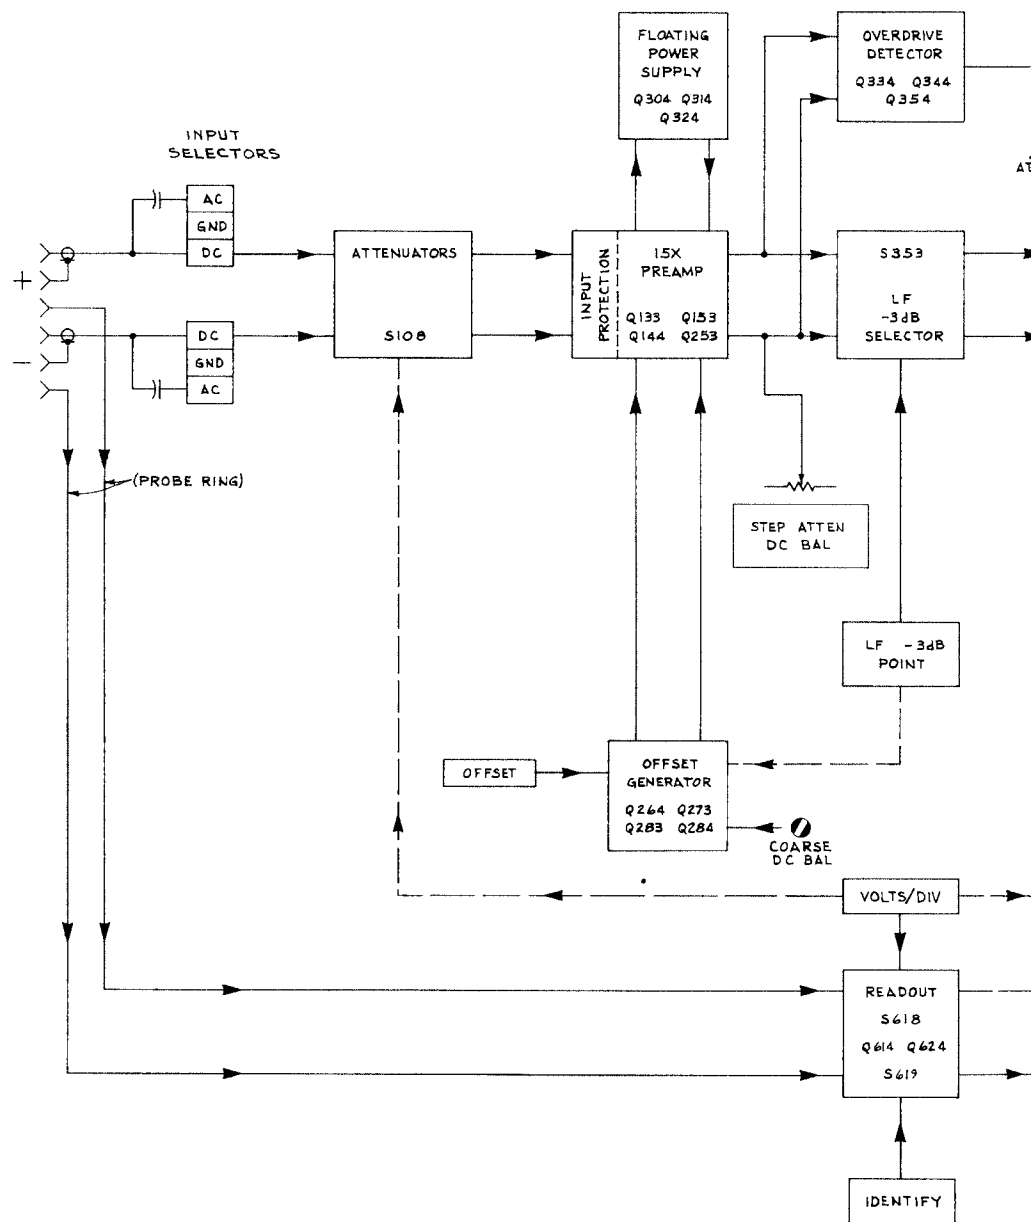 FLOATING
POWER
SUPPLY
Q304 Q314
Q324
OVERDRIVE
DETECTOR
Q334 Q344
Q354
INPUT
SELECTORS
AC
GND
DC
+
DC
GND
AC
−
ATTENUATORS
S108
INPUT
PROTECTION
15X
PREAMP
Q133 Q153
Q144 Q253
S353
LF
-3dB
SELECTOR
(PROBE RING)
STEP ATTEN
DC BAL
LF -3dB
POINT
OFFSET
OFFSET
GENERATOR
Q264 Q273
Q283 Q284
COARSE
DC BAL
VOLTS/DIV
READOUT
S618
Q614 Q624
S619
IDENTIFY